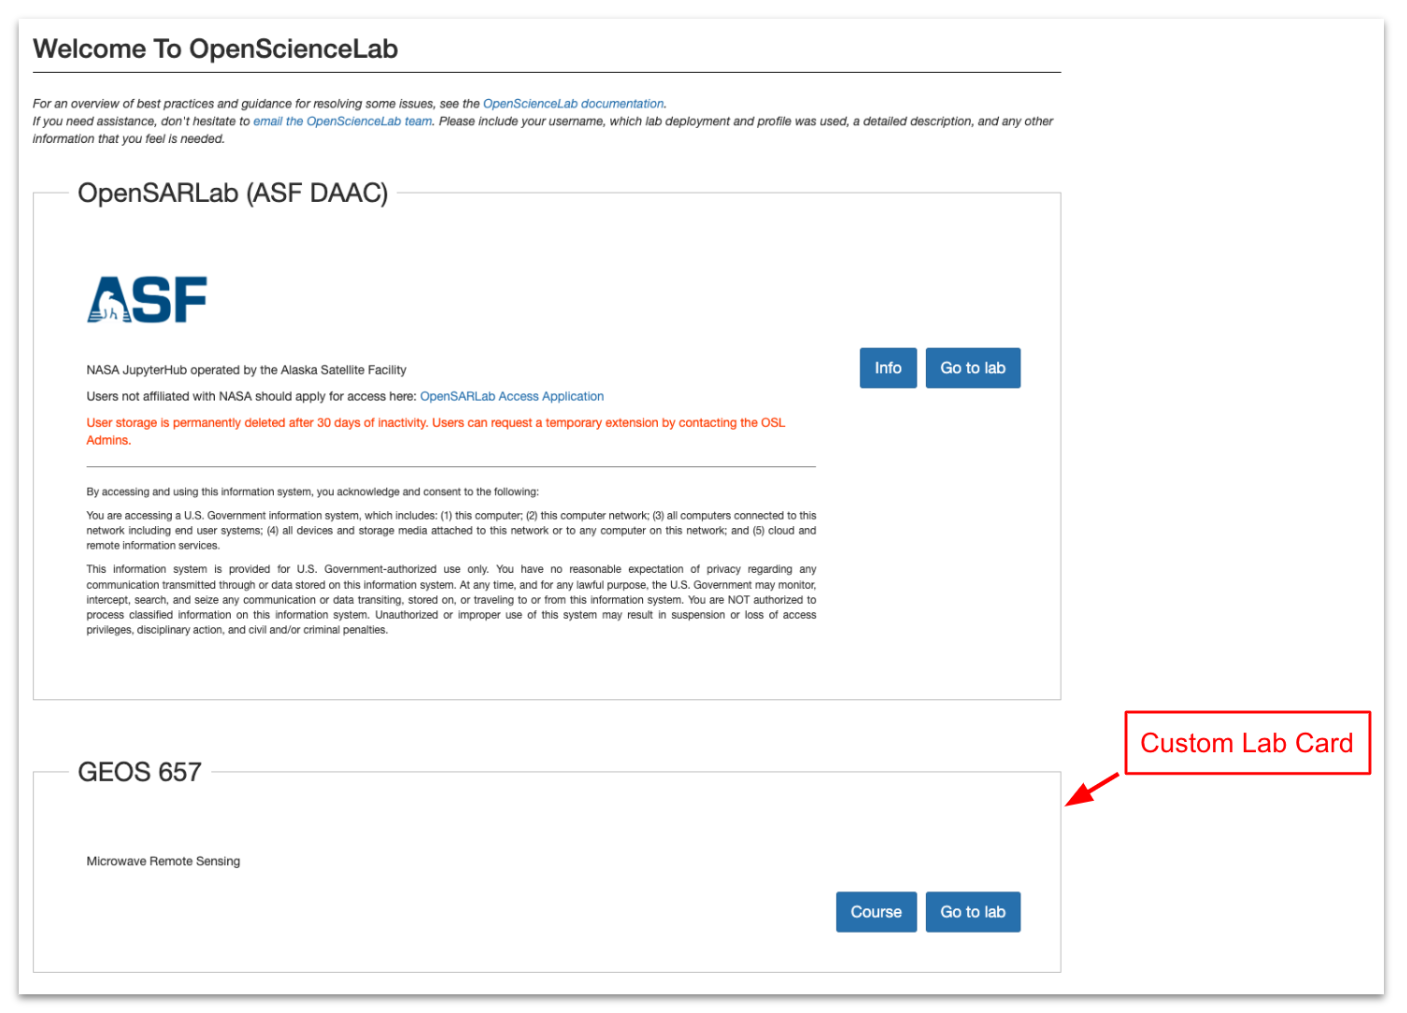 Welcome To OpenScienceLab
For an overview of best practices and guidance for resolving some issues, see the OpenScienceLab documentation.
If you need assistance, don't hesitate to email the OpenScienceLab team. Please include your username, which lab deployment and profile was used, a detailed description, and any other
information that you feel is needed.
OpenSARLab (ASF DAAC)
ASF
NASA JupyterHub operated by the Alaska Satellite Facility
Info Go to lab
Users not affiliated with NASA should apply for access here: OpenSARLab Access Application
User storage is permanently deleted after 30 days of inactivity. Users can request a temporary extension by contacting the OSL
Admins.
By accessing and using this information system, you acknowledge and consent to the following:
You are accessing a U.S. Government information system, which includes: (1) this computer; (2) this computer network; (3) all computers connected to this
network including end user systems; (4) all devices and storage media attached to this network or to any computer on this network; and (5) cloud and
remote information services.
This information system is provided for U.S. Government-authorized use only. You have no reasonable expectation of privacy regarding any
communication transmitted through or data stored on this information system. At any time, and for any lawful purpose, the U.S. Government may monitor,
intercept, search, and seize any communication or data transiting, stored on, or traveling to or from this information system. You are NOT authorized to
process classified information on this information system. Unauthorized or improper use of this system may result in suspension or loss of access
privileges, disciplinary action, and civil and/or criminal penalties.
Custom Lab Card
GEOS 657
Microwave Remote Sensing
Course Go to lab